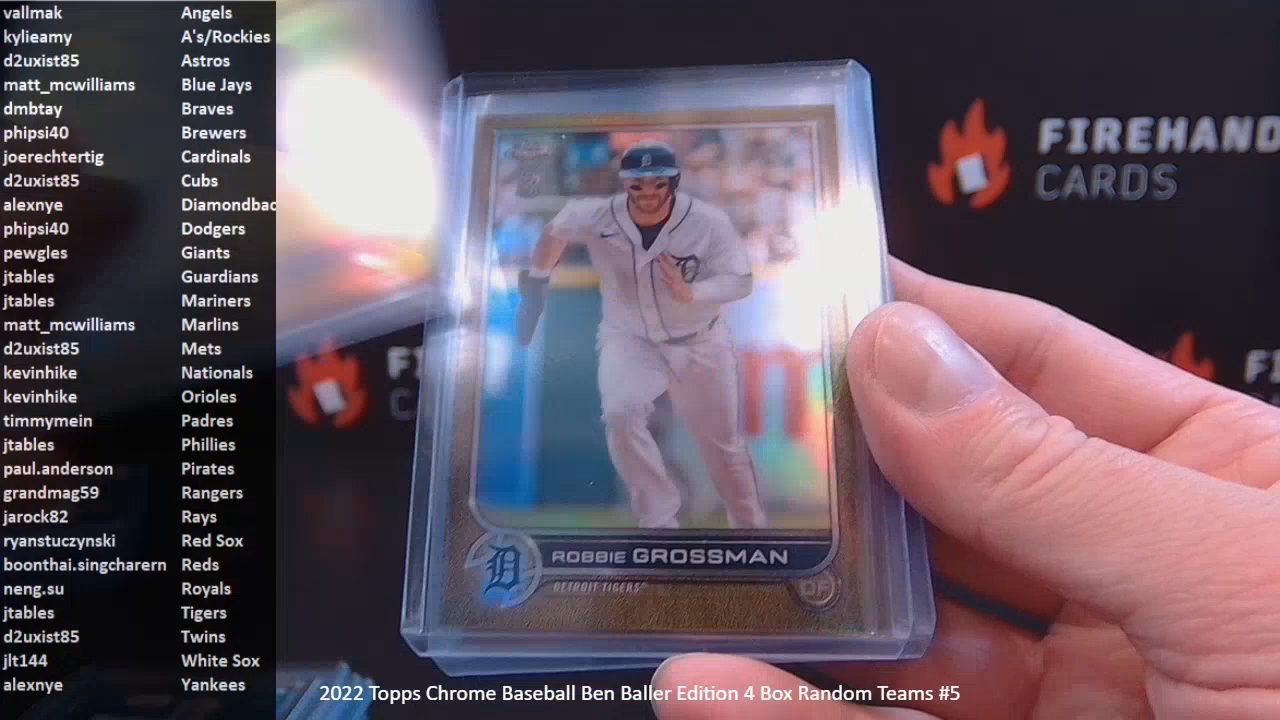 vallmak Angels
kylieamy A's/Rockies
d2uxist85 Astros
matt_mcwilliams Blue Jays
dmbtay Braves
phipsi40 Brewers
joerechtertig Cardinals
d2uxist85 Cubs
alexnye Diamondbac
phipsi40 Dodgers
pewgles Giants
jtables Guardians
jtables Mariners
matt_mcwilliams Marlins
d2uxist85 Mets
kevinhike Nationals
kevinhike Orioles
timmymein Padres
jtables Phillies
paul.anderson Pirates
grandmag59 Rangers
jarock82 Rays
ryanstuczynski Red Sox
boonthai.singcharern Reds
neng.su Royals
jtables Tigers
d2uxist85 Twins
jlt144 White Sox
alexnye Yankees
FIREHAND
CARDS
D
ROBBIE GROSSMAN
DETROIT TIGERS
OF
2022 Topps Chrome Baseball Ben Baller Edition 4 Box Random Teams #5